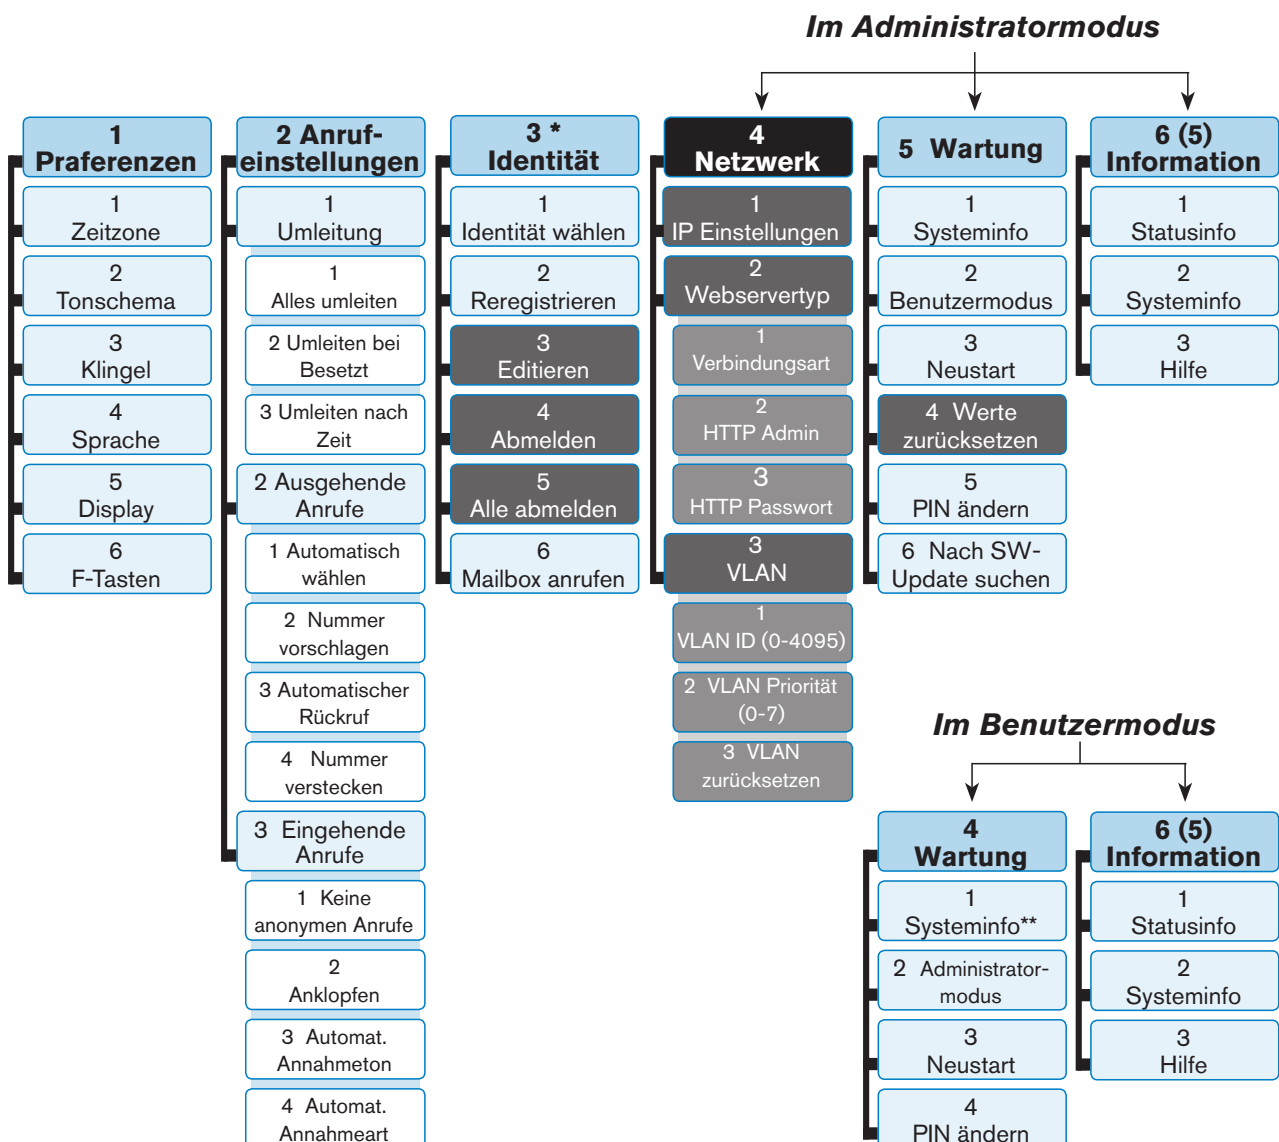 Im Administratormodus
1
Praferenzen
1
Zeitzone
2
Tonschema
3
Klingel
4
Sprache
5
Display
6
F-Tasten
2 Anruf-
einstellungen
1
Umleitung
1
Alles umleiten
2 Umleiten bei
Besetzt
3 Umleiten nach
Zeit
2 Ausgehende
Anrufe
1 Automatisch
wählen
2 Nummer
vorschlagen
3 Automatischer
Rückruf
4 Nummer
verstecken
3 Eingehende
Anrufe
1 Keine
anonymen Anrufe
2
Anklopfen
3 Automat.
Annahmeton
4 Automat.
Annahmeart
3 *
Identität
1
Identität wählen
2
Reregistrieren
3
Editieren
4
Abmelden
5
Alle abmelden
6
Mailbox anrufen
4
Netzwerk
1
IP Einstellungen
2
Webservertyp
1
Verbindungsart
2
HTTP Admin
3
HTTP Passwort
3
VLAN
1
VLAN ID (0-4095)
2 VLAN Priorität
(0-7)
3 VLAN
zurücksetzen
5 Wartung
1
Systeminfo
2
Benutzermodus
3
Neustart
4 Werte
zurücksetzen
5
PIN ändern
6 Nach SW-
Update suchen
6 (5)
Information
1
Statusinfo
2
Systeminfo
3
Hilfe
Im Benutzermodus
4
Wartung
1
Systeminfo**
2 Administrator-
modus
3
Neustart
4
PIN ändern
6 (5)
Information
1
Statusinfo
2
Systeminfo
3
Hilfe